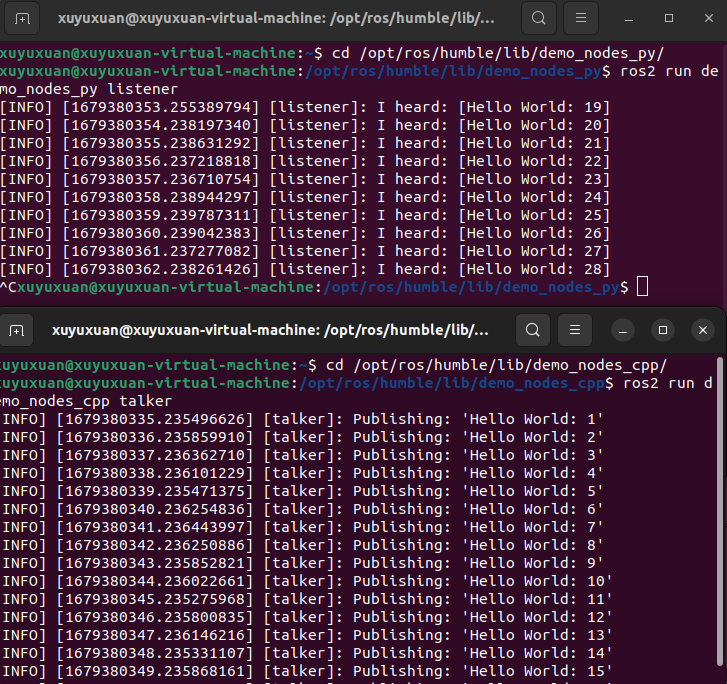 xuyuxuan@xuyuxuan-virtual-machine: /opt/ros/humble/lib/...
xuyuxuan@xuyuxuan-virtual-machine:~$ cd /opt/ros/humble/lib/demo_nodes_py/
xuyuxuan@xuyuxuan-virtual-machine:/opt/ros/humble/lib/demo_nodes_py$ ros2 run de
mo_nodes_py listener
[INFO] [1679380353.255389794] [listener]: I heard: [Hello World: 19]
[INFO] [1679380354.238197340] [listener]: I heard: [Hello World: 20]
[INFO] [1679380355.238631292] [listener]: I heard: [Hello World: 21]
[INFO] [1679380356.237218818] [listener]: I heard: [Hello World: 22]
[INFO] [1679380357.236710754] [listener]: I heard: [Hello World: 23]
[INFO] [1679380358.238944297] [listener]: I heard: [Hello World: 24]
[INFO] [1679380359.239787311] [listener]: I heard: [Hello World: 25]
[INFO] [1679380360.239042383] [listener]: I heard: [Hello World: 26]
[INFO] [1679380361.237277082] [listener]: I heard: [Hello World: 27]
[INFO] [1679380362.238261426] [listener]: I heard: [Hello World: 28]
^Cxuyuxuan@xuyuxuan-virtual-machine:/opt/ros/humble/lib/demo_nodes_py$
xuyuxuan@xuyuxuan-virtual-machine: /opt/ros/humble/lib/...
xuyuxuan@xuyuxuan-virtual-machine:~$ cd /opt/ros/humble/lib/demo_nodes_cpp/
xuyuxuan@xuyuxuan-virtual-machine:/opt/ros/humble/lib/demo_nodes_cpp$ ros2 run d
emo_nodes_cpp talker
INFO] [1679380335.235496626] [talker]: Publishing: 'Hello World: 1'
INFO] [1679380336.235859910] [talker]: Publishing: 'Hello World: 2'
INFO] [1679380337.236362710] [talker]: Publishing: 'Hello World: 3'
INFO] [1679380338.236101229] [talker]: Publishing: 'Hello World: 4'
INFO] [1679380339.235471375] [talker]: Publishing: 'Hello World: 5'
INFO] [1679380340.236254836] [talker]: Publishing: 'Hello World: 6'
INFO] [1679380341.236443997] [talker]: Publishing: 'Hello World: 7'
INFO] [1679380342.236250886] [talker]: Publishing: 'Hello World: 8'
INFO] [1679380343.235852821] [talker]: Publishing: 'Hello World: 9'
INFO] [1679380344.236022661] [talker]: Publishing: 'Hello World: 10'
INFO] [1679380345.235275968] [talker]: Publishing: 'Hello World: 11'
INFO] [1679380346.235800835] [talker]: Publishing: 'Hello World: 12'
INFO] [1679380347.236146216] [talker]: Publishing: 'Hello World: 13'
INFO] [1679380348.235331107] [talker]: Publishing: 'Hello World: 14'
INFO] [1679380349.235868161] [talker]: Publishing: 'Hello World: 15'